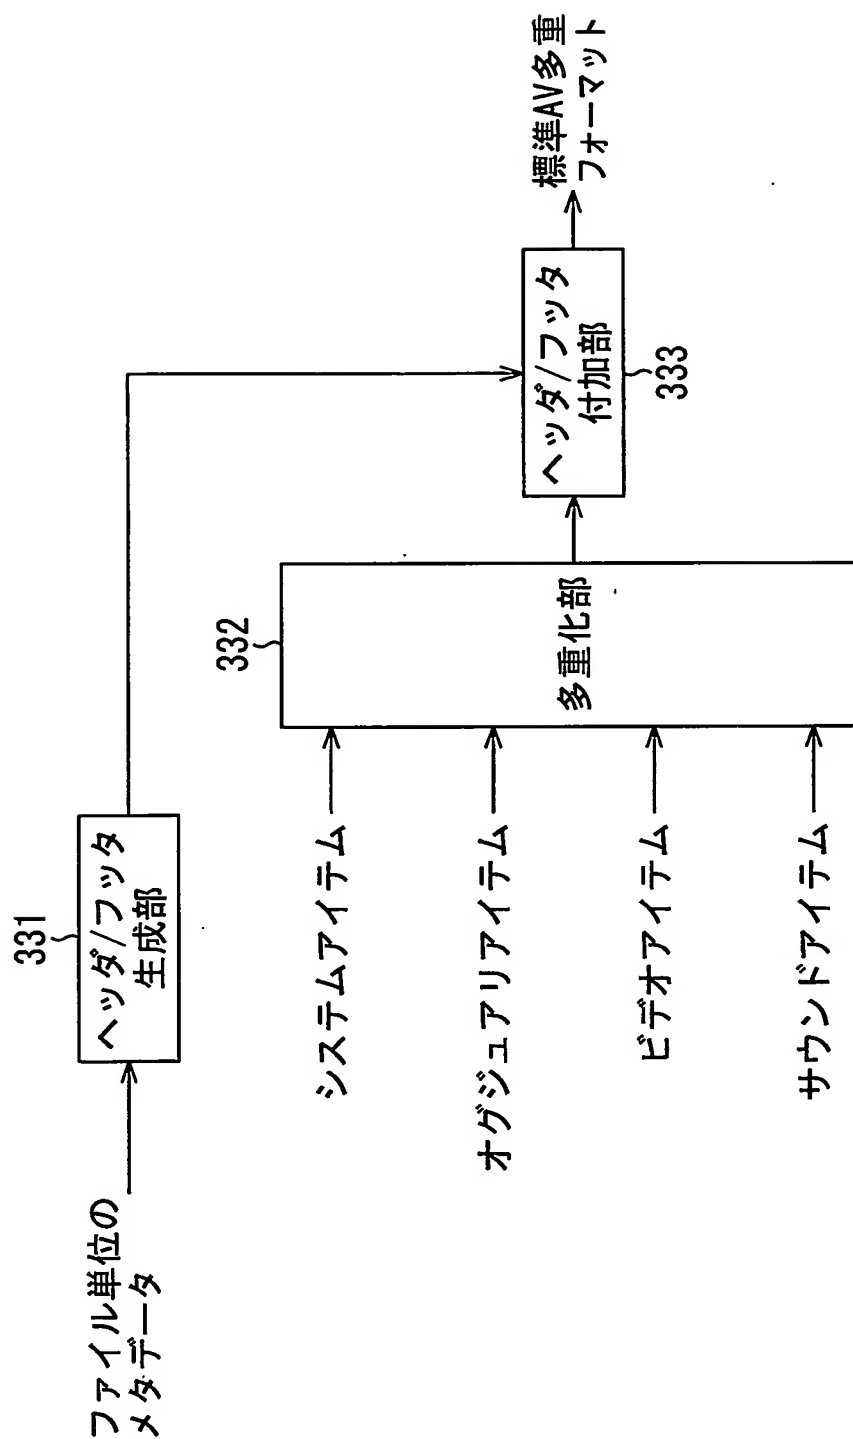 ファイル単位の
メタデータ
331
ヘッダ/フッタ
生成部
システムアイテム
オグジュアリアイテム
ビデオアイテム
サウンドアイテム
332
多重化部
ヘッダ/フッタ
付加部
333
標準AV多重
フォーマット